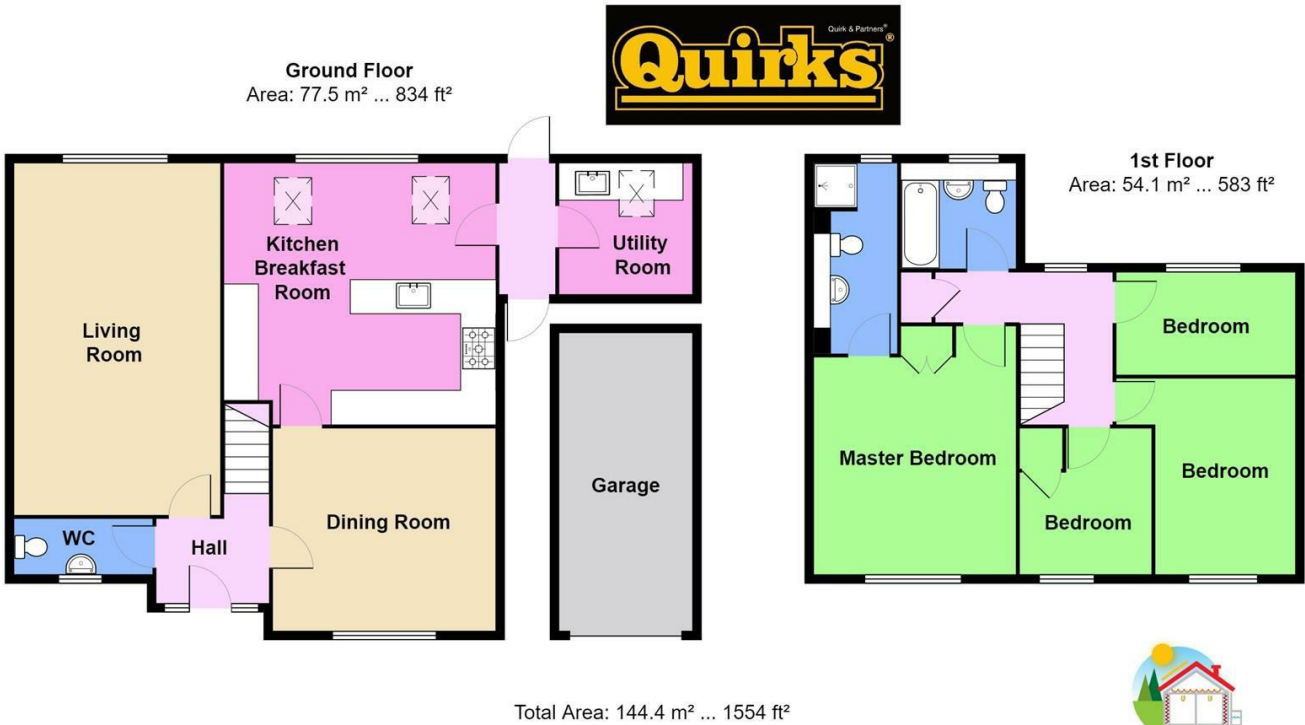 Quirk & Partners®
Quirks®
Ground Floor
Area: 77.5 m² ... 834 ft²
1st Floor
Area: 54.1 m² ... 583 ft²
Kitchen
Breakfast
Room
Utility
Room
Living
Room
WC
Hall
Dining Room
Garage
Bedroom
Master Bedroom
Bedroom
Bedroom
Total Area: 144.4 m² ... 1554 ft²